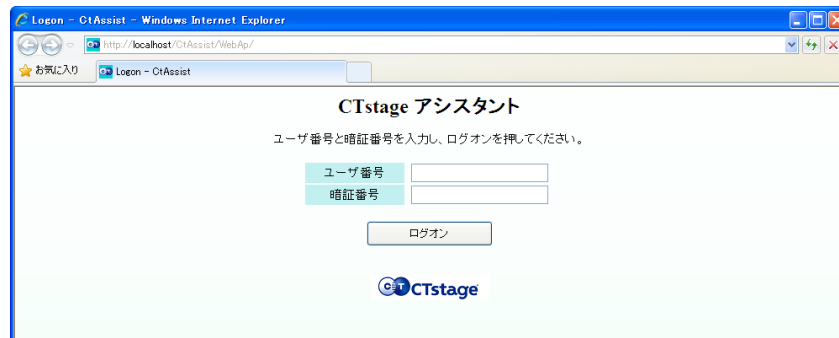 Logon - CtAssist - Windows Internet Explorer
http://localhost/CtAssist/WebAp/
お気に入り
Logon - CtAssist
CTstage アシスタント
ユーザ番号と暗証番号を入力し、ログオンを押してください。
ユーザ番号
暗証番号
ログオン
CT CTstage